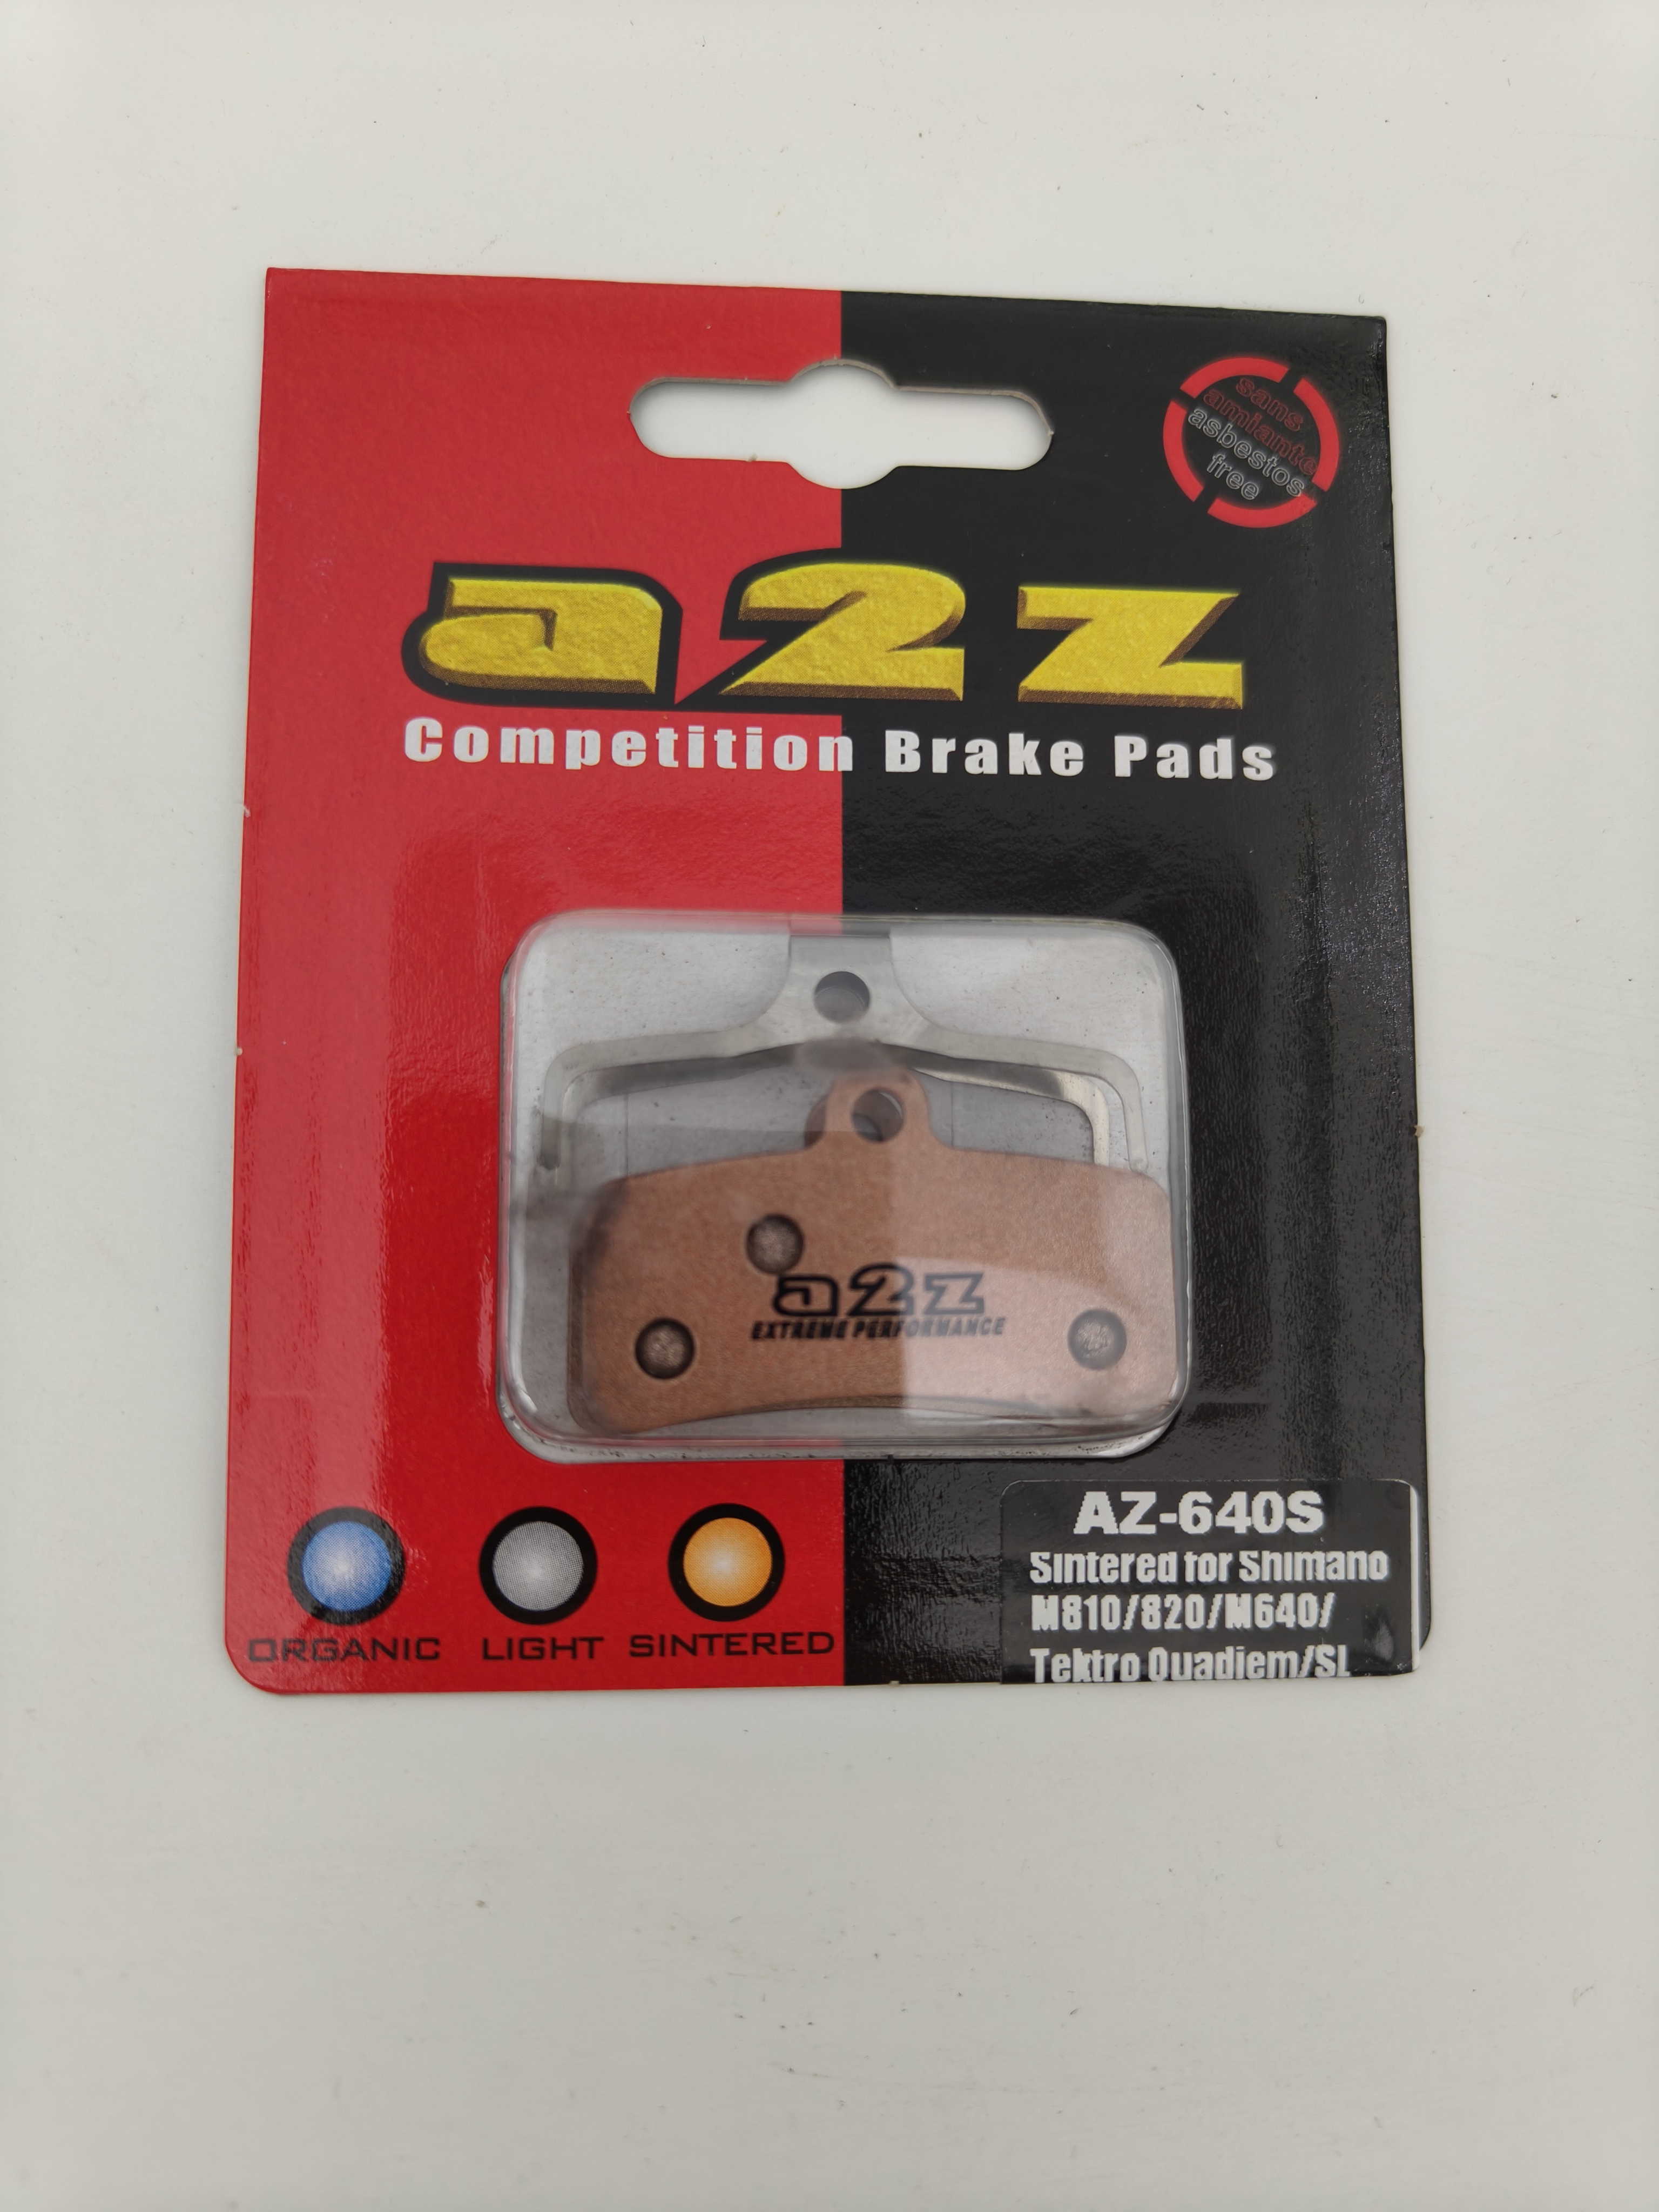 sans
amiante
asbestos
free
a2z
Competition Brake Pads
a2z
EXTREME PERFORMANCE
ORGANIC LIGHT SINTERED
AZ-640S
Sintered for Shimano
M810/820/M640/
Tektro Quadiem/SL